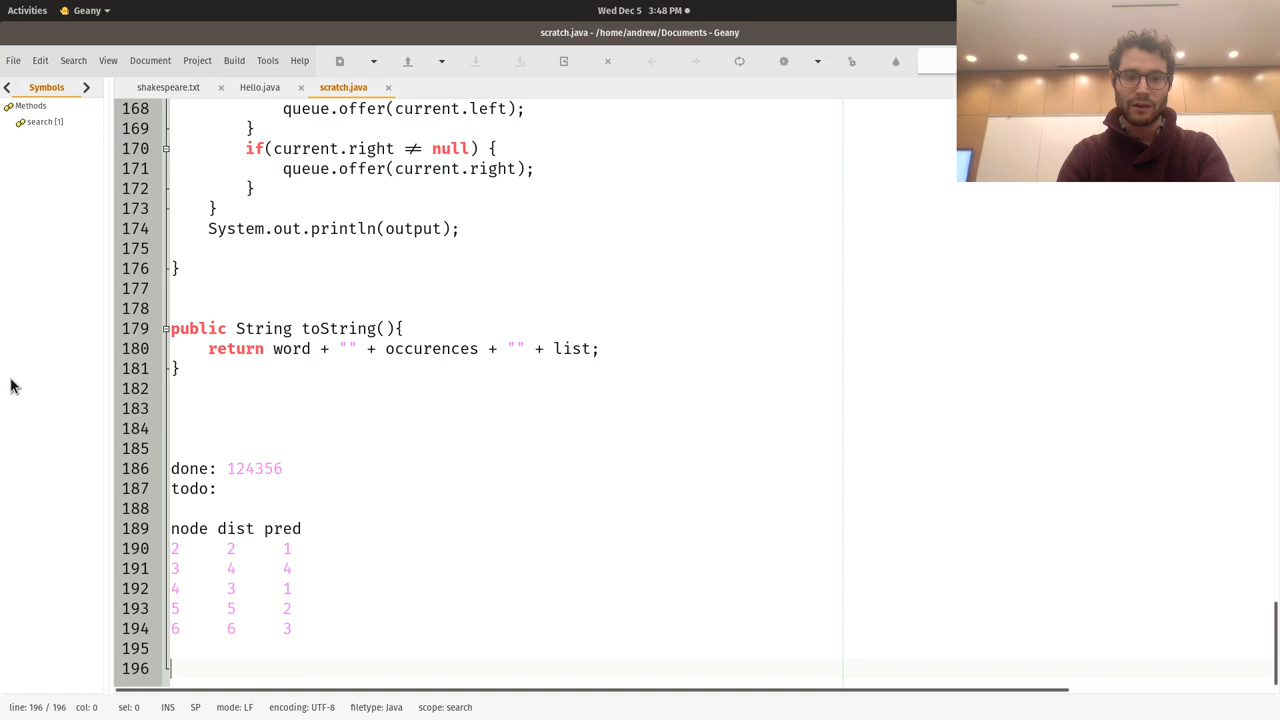 Activities Geany Wed Dec 5 3:48 PM
scratch.java - /home/andrew/Documents - Geany
File Edit Search View Document Project Build Tools Help
Symbols shakespeare.txt Hello.java scratch.java
Methods
search [1]
168 queue.offer(current.left);
169 }
170 if(current.right ≠ null) {
171 queue.offer(current.right);
172 }
173 }
174 System.out.println(output);
175
176 }
177
178
179 public String toString(){
180 return word + "" + occurences + "" + list;
181 }
182
183
184
185
186 done: 124356
187 todo:
188
189 node dist pred
190 2 2 1
191 3 4 4
192 4 3 1
193 5 5 2
194 6 6 3
195
196
line: 196 / 196 col: 0 sel: 0 INS SP mode: LF encoding: UTF-8 filetype: Java scope: search